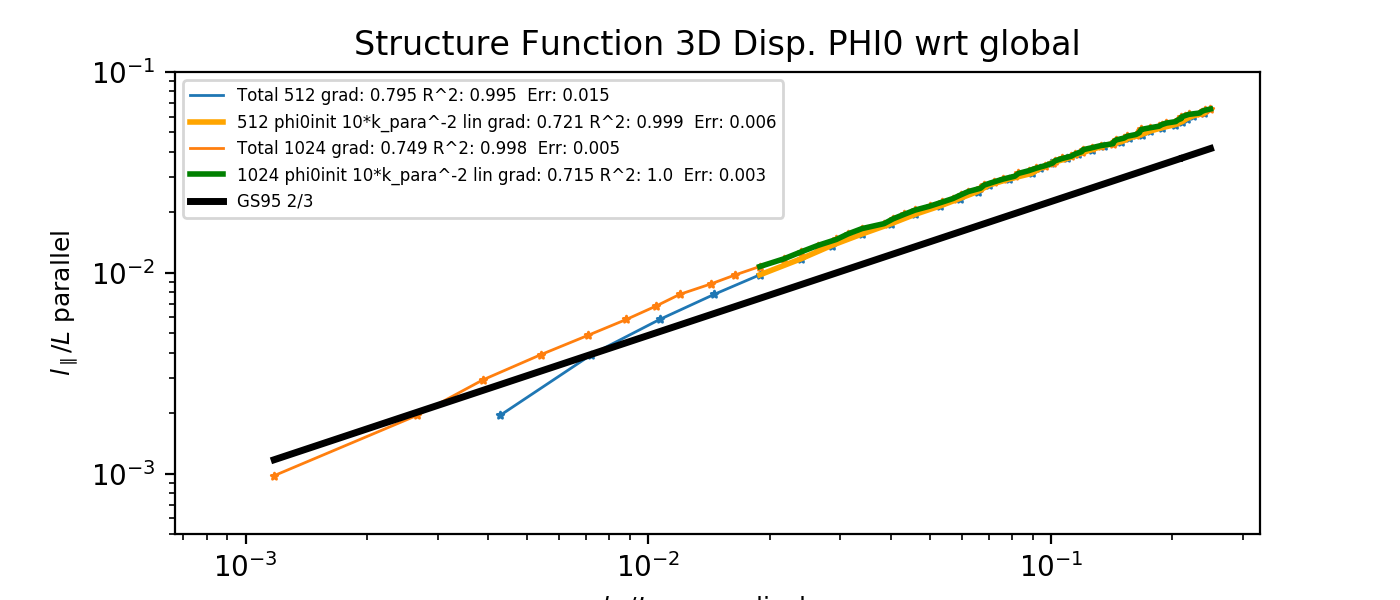 Structure Function 3D Disp. PHI0 wrt global
10^-1
Total 512 grad: 0.795 R^2: 0.995 Err: 0.015
512 phi0init 10*k_para^-2 lin grad: 0.721 R^2: 0.999 Err: 0.006
Total 1024 grad: 0.749 R^2: 0.998 Err: 0.005
1024 phi0init 10*k_para^-2 lin grad: 0.715 R^2: 1.0 Err: 0.003
GS95 2/3
l∥/L parallel
10^-2
10^-3
10^-3
10^-2
10^-1